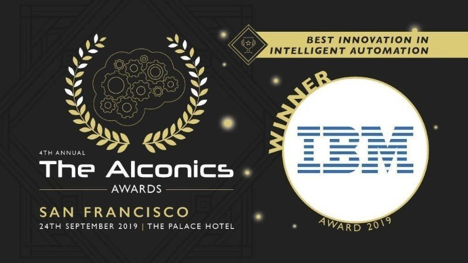 BEST INNOVATION IN
INTELLIGENT AUTOMATION
4TH ANNUAL
The AIconics
AWARDS
SAN FRANCISCO
24TH SEPTEMBER 2019 | THE PALACE HOTEL
WINNER
IBM
AWARD 2019